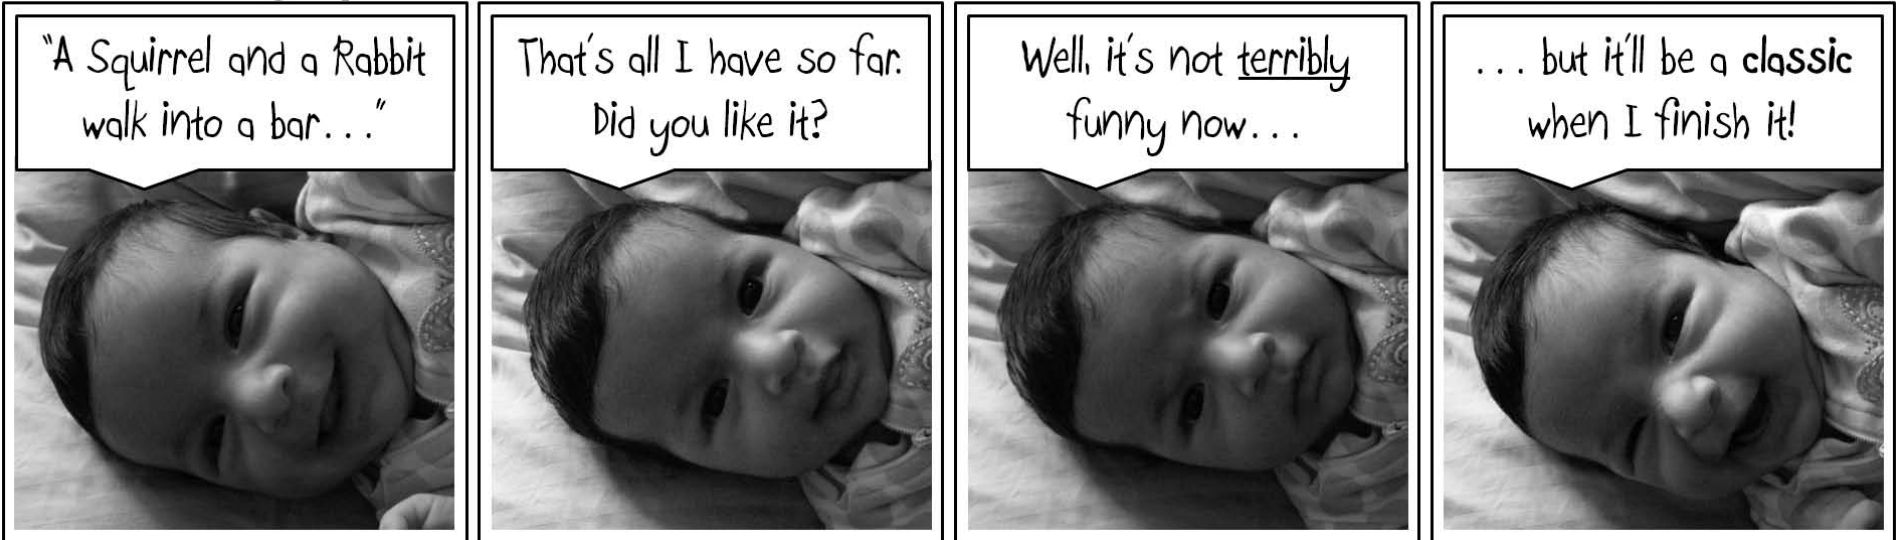 "A Squirrel and a Rabbit
walk into a bar. . ."
That's all I have so far.
Did you like it?
Well, it's not terribly
funny now. . .
. . . but it'll be a classic
when I finish it!